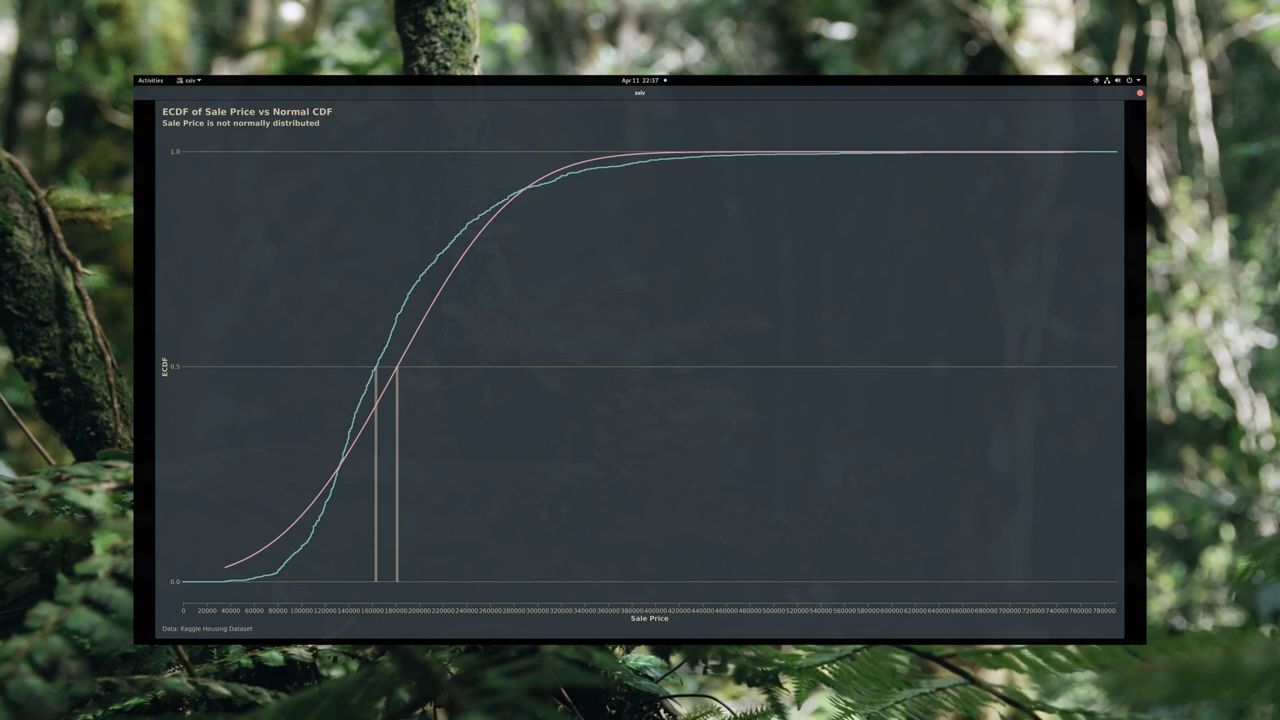 Activities sxiv Apr 11 22:37
sxiv
ECDF of Sale Price vs Normal CDF
Sale Price is not normally distributed
1.0
ECDF
0.5
0.0
0 20000 40000 60000 80000 100000 120000 140000 160000 180000 200000 220000 240000 260000 280000 300000 320000 340000 360000 380000 400000 420000 440000 460000 480000 500000 520000 540000 560000 580000 600000 620000 640000 660000 680000 700000 720000 740000 760000 780000
Sale Price
Data: Kaggle Housing Dataset